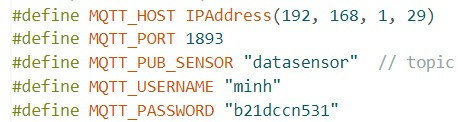 #define MQTT_HOST IPAddress(192, 168, 1, 29)
#define MQTT_PORT 1893
#define MQTT_PUB_SENSOR "datasensor"  // topic
#define MQTT_USERNAME "minh"
#define MQTT_PASSWORD "b21dccn531"